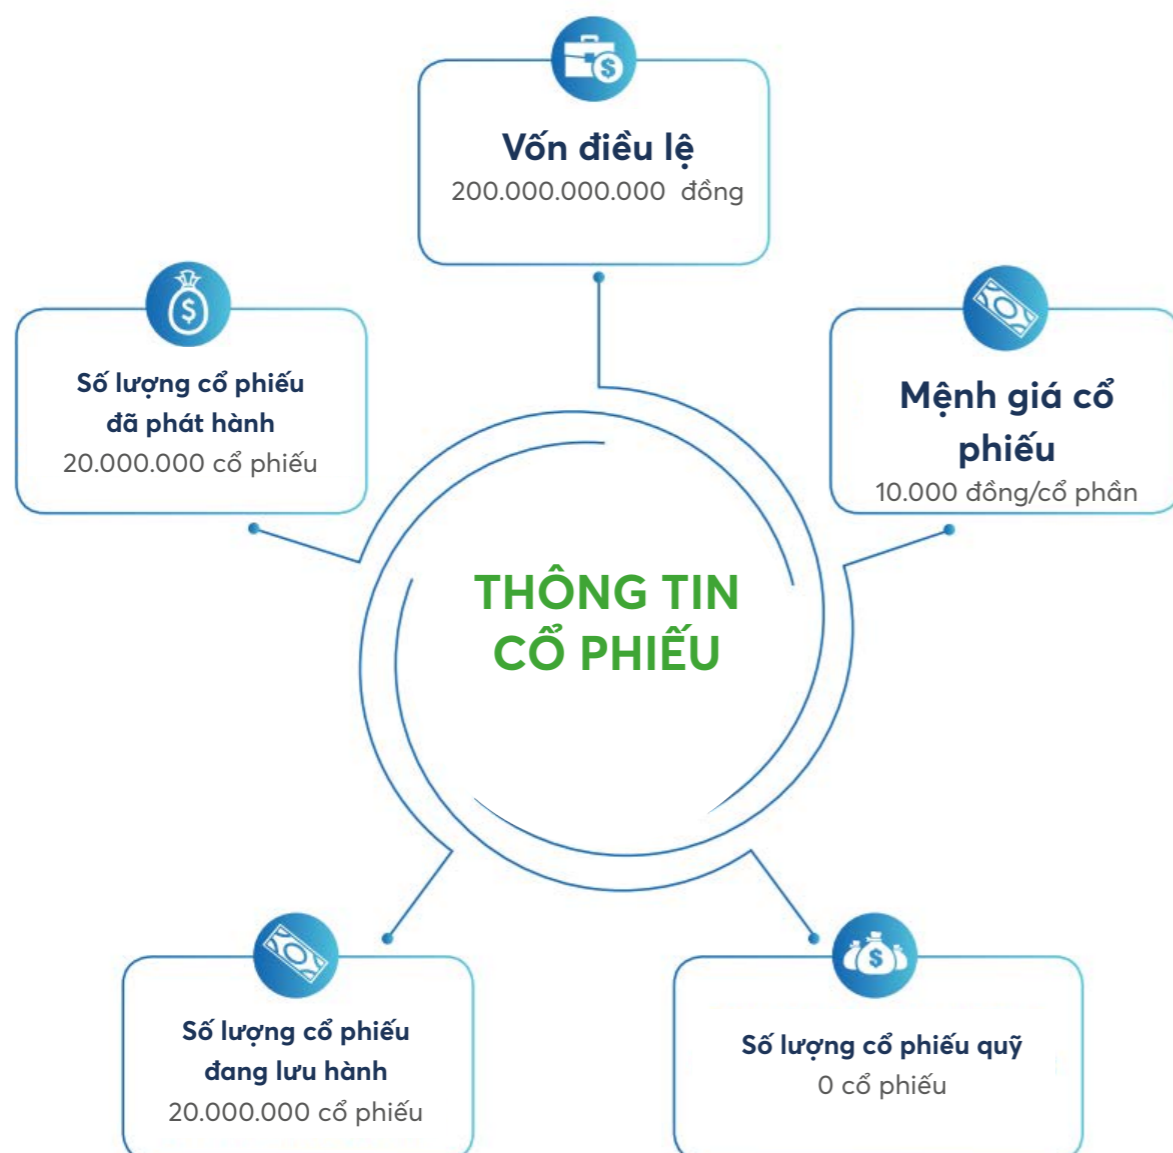 Vốn điều lệ
200.000.000.000 đồng
Số lượng cổ phiếu
đã phát hành
20.000.000 cổ phiếu
Mệnh giá cổ
phiếu
10.000 đồng/cổ phần
THÔNG TIN
CỔ PHIẾU
Số lượng cổ phiếu
đang lưu hành
20.000.000 cổ phiếu
Số lượng cổ phiếu quỹ
0 cổ phiếu